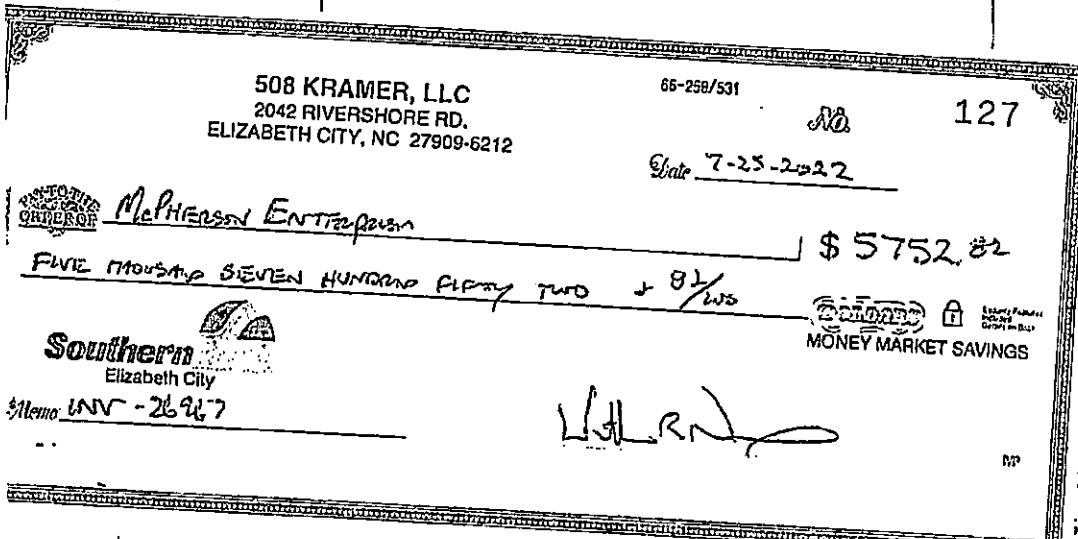 508 KRAMER, LLC
2042 RIVERSHORE RD.
ELIZABETH CITY, NC 27909-6212
66-258/531
No. 127
Date 7-25-2022
PAY TO THE ORDER OF McPHERSON ENTERPRISES
$ 5752.82
FIVE THOUSAND SEVEN HUNDRED FIFTY TWO + 82/100
DOLLARS
MONEY MARKET SAVINGS
Southern
Elizabeth City
Memo INV -
MP